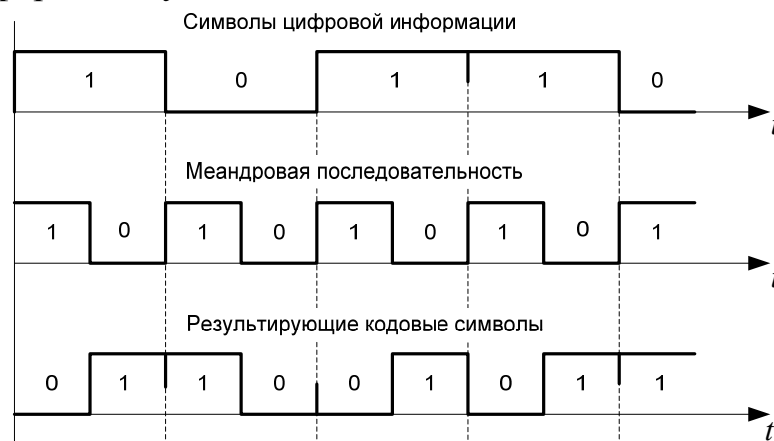 Символы цифровой информации
1 0 1 1 0
t
Меандровая последовательность
1 0 1 0 1 0 1 0 1
t
Результирующие кодовые символы
0 1 1 0 0 1 0 1 1
t